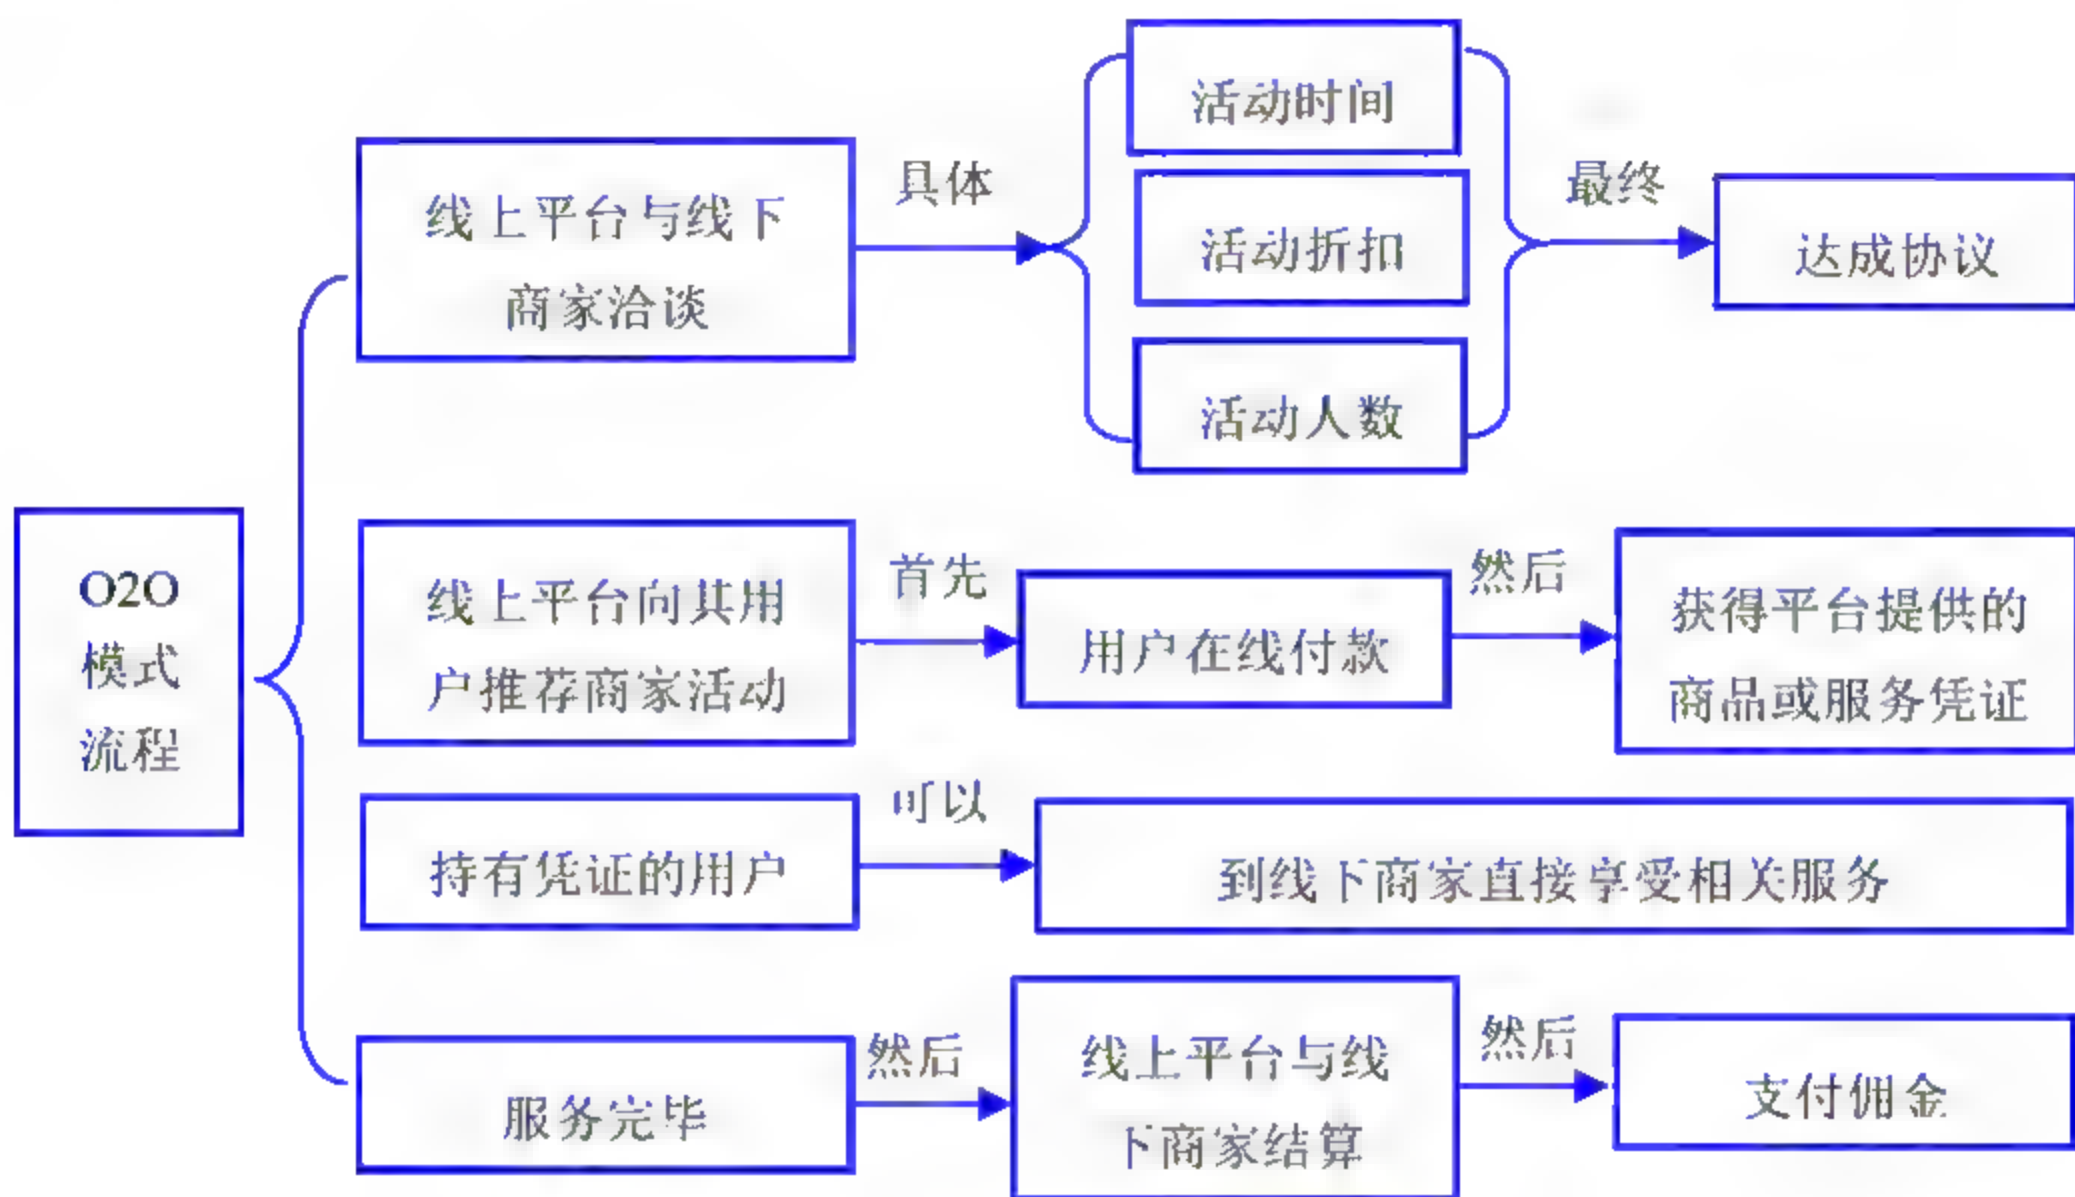 O2O
模式
流程
线上平台与线下
商家洽谈
具体
活动时间
活动折扣
活动人数
最终
达成协议
线上平台向其用
户推荐商家活动
首先
用户在线付款
然后
获得平台提供的
商品或服务凭证
持有凭证的用户
可以
到线下商家直接享受相关服务
服务完毕
然后
线上平台与线
下商家结算
然后
支付佣金